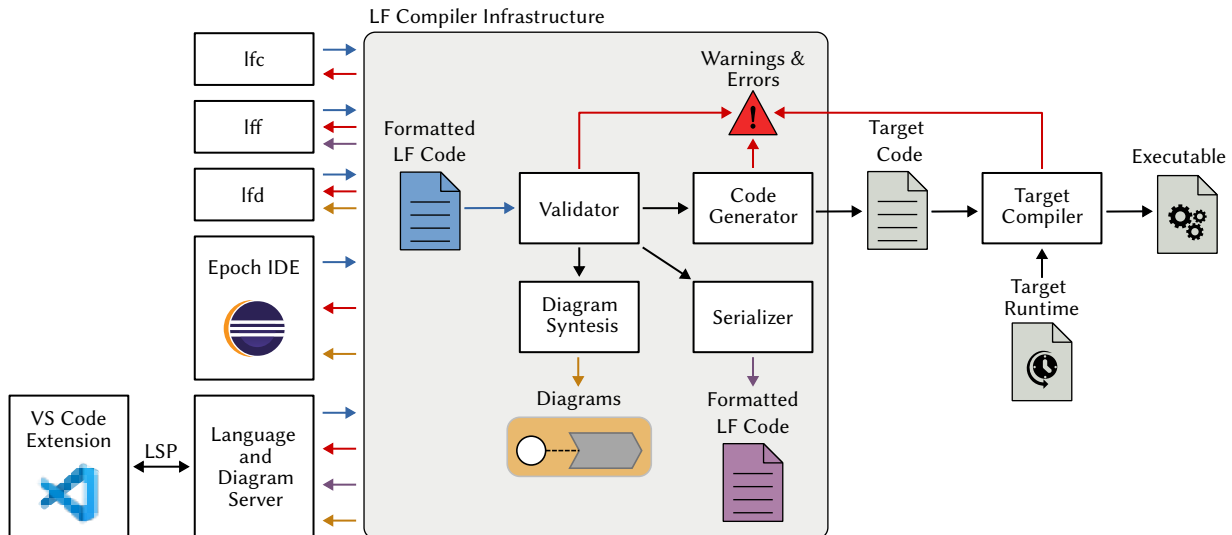 LF Compiler Infrastructure
lfc
lff
lfd
Epoch IDE
VS Code
Extension
LSP
Language
and
Diagram
Server
Formatted
LF Code
Validator
Warnings &
Errors
Code
Generator
Diagram
Syntesis
Serializer
Diagrams
Formatted
LF Code
Target
Code
Target
Compiler
Target
Runtime
Executable